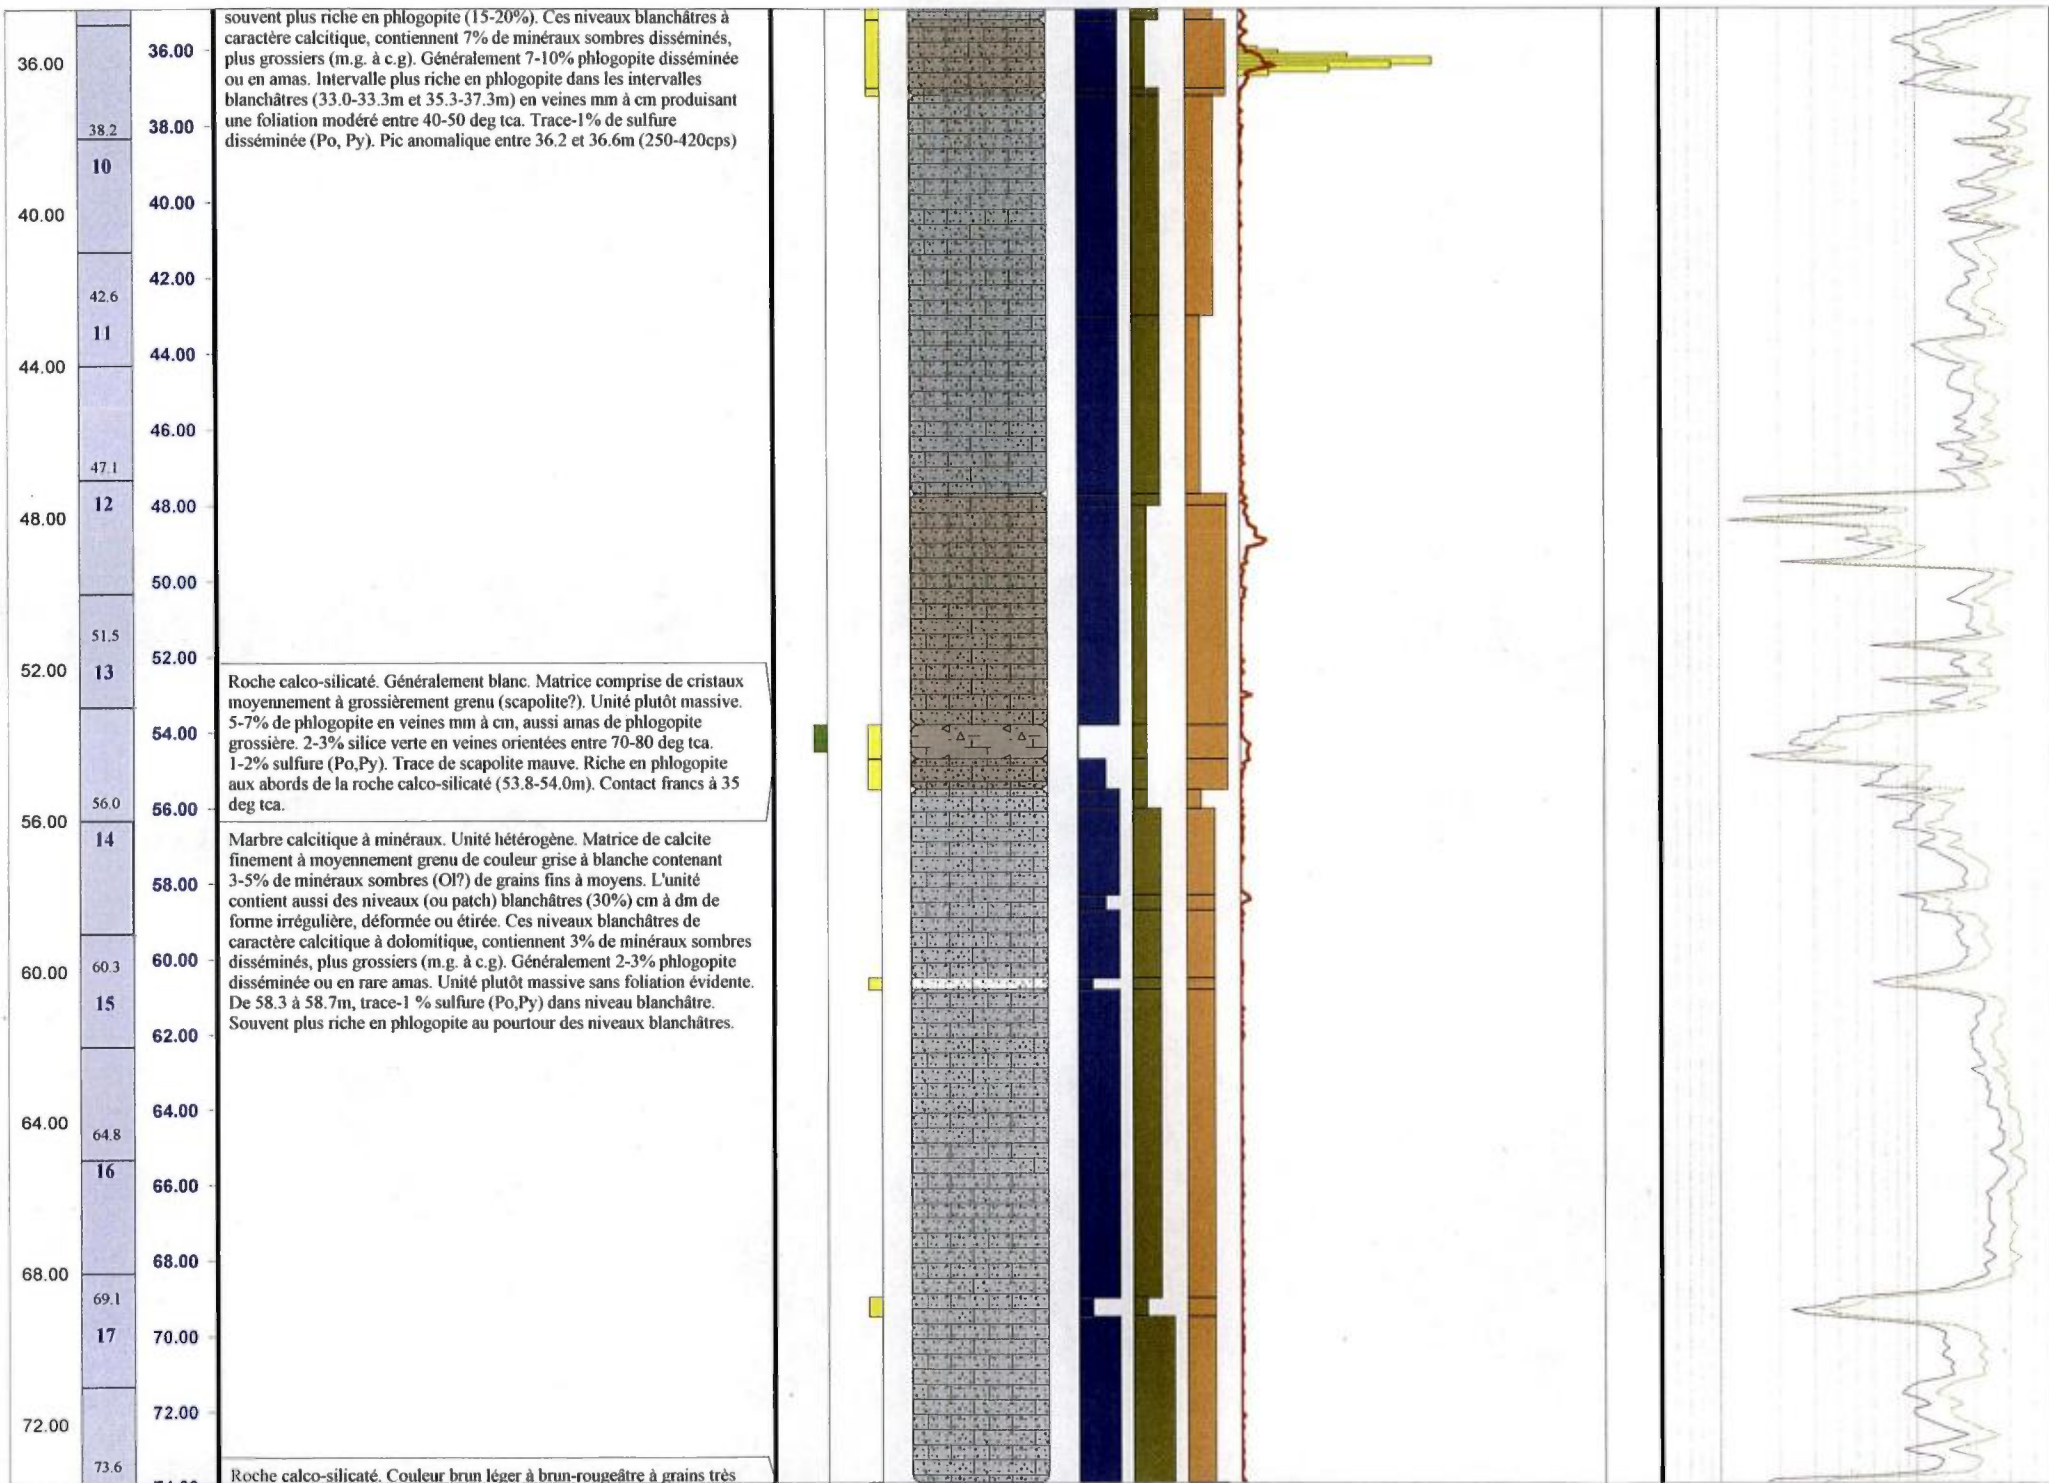 36.00
40.00
44.00
48.00
52.00
56.00
60.00
64.00
68.00
72.00
38.2
10
42.6
11
47.1
12
51.5
13
56.0
14
60.3
15
64.8
16
69.1
17
73.6
36.00
38.00
40.00
42.00
44.00
46.00
48.00
50.00
52.00
54.00
56.00
58.00
60.00
62.00
64.00
66.00
68.00
70.00
72.00
souvent plus riche en phlogopite (15-20%). Ces niveaux blanchâtres à
caractère calcitique, contiennent 7% de minéraux sombres disséminés,
plus grossiers (m.g. à c.g). Généralement 7-10% phlogopite disséminée
ou en amas. Intervalle plus riche en phlogopite dans les intervalles
blanchâtres (33.0-33.3m et 35.3-37.3m) en veines mm à cm produisant
une foliation modéré entre 40-50 deg tca. Trace-1% de sulfure
disséminée (Po, Py). Pic anomalique entre 36.2 et 36.6m (250-420cps)
Roche calco-silicaté. Généralement blanc. Matrice comprise de cristaux
moyennement à grossièrement grenu (scapolite?). Unité plutôt massive.
5-7% de phlogopite en veines mm à cm, aussi amas de phlogopite
grossière. 2-3% silice verte en veines orientées entre 70-80 deg tca.
1-2% sulfure (Po,Py). Trace de scapolite mauve. Riche en phlogopite
aux abords de la roche calco-silicaté (53.8-54.0m). Contact francs à 35
deg tca.
Marbre calcitique à minéraux. Unité hétérogène. Matrice de calcite
finement à moyennement grenu de couleur grise à blanche contenant
3-5% de minéraux sombres (Ol?) de grains fins à moyens. L'unité
contient aussi des niveaux (ou patch) blanchâtres (30%) cm à dm de
forme irrégulière, déformée ou étirée. Ces niveaux blanchâtres de
caractère calcitique à dolomitique, contiennent 3% de minéraux sombres
disséminés, plus grossiers (m.g. à c.g). Généralement 2-3% phlogopite
disséminée ou en rare amas. Unité plutôt massive sans foliation évidente.
De 58.3 à 58.7m, trace-1 % sulfure (Po,Py) dans niveau blanchâtre.
Souvent plus riche en phlogopite au pourtour des niveaux blanchâtres.
Roche calco-silicaté. Couleur brun léger à brun-rougeâtre à grains très